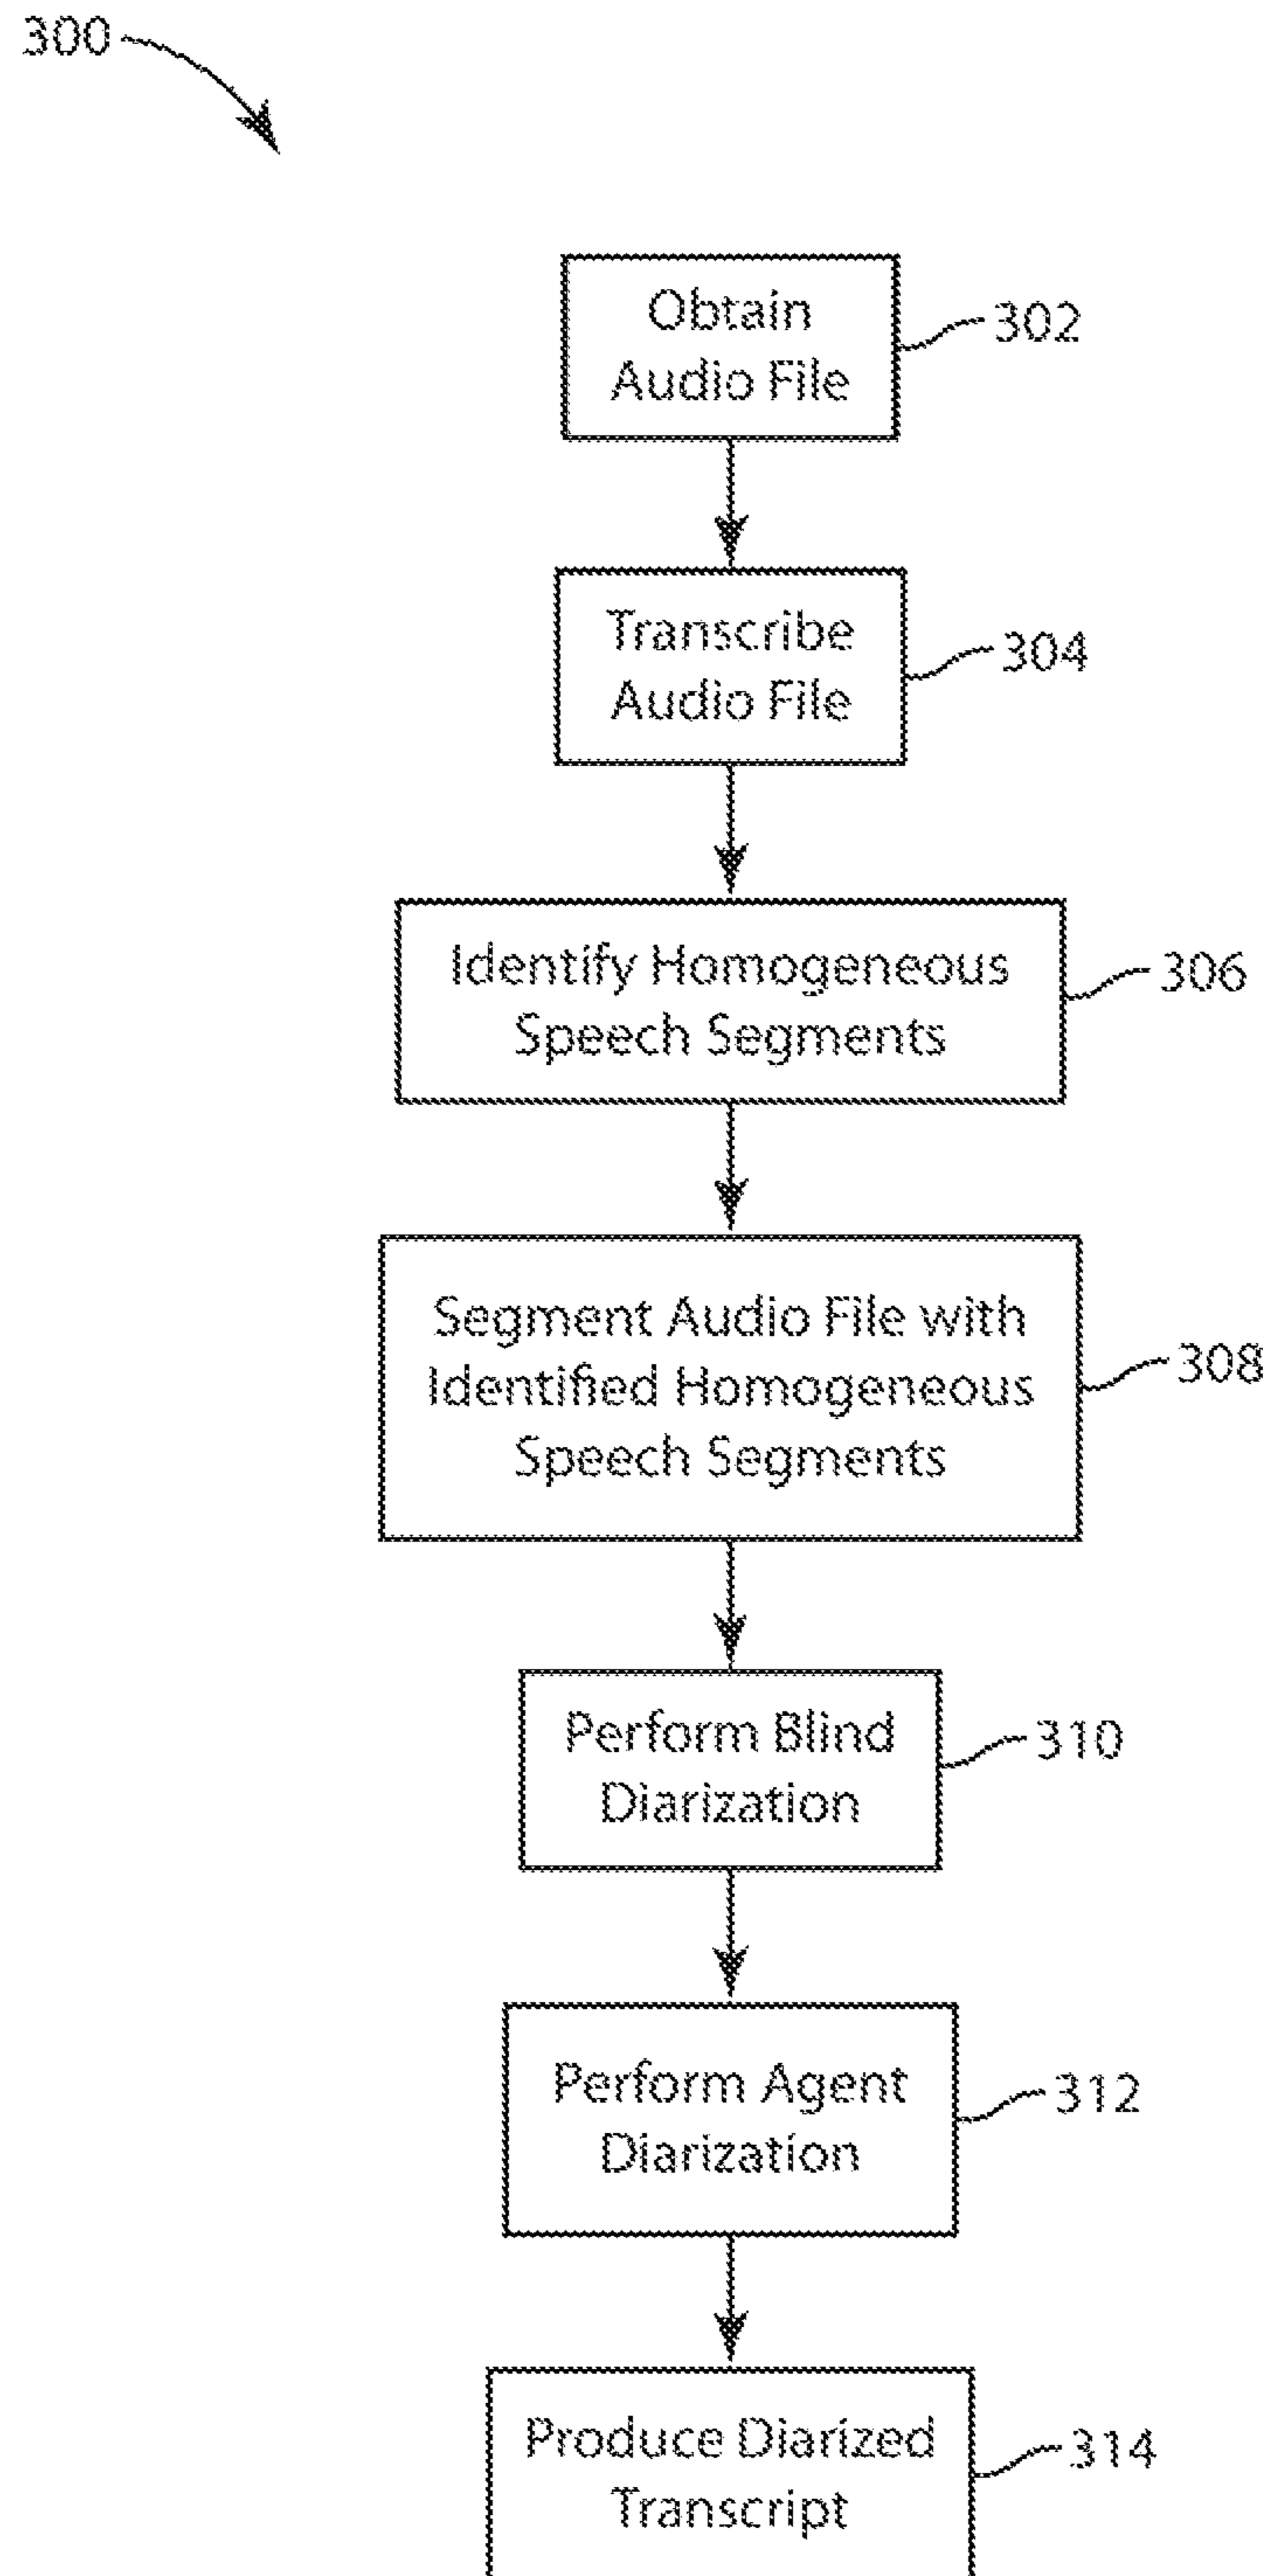 300
Obtain
Audio File
302
Transcribe
Audio File
304
Identify Homogeneous
Speech Segments
306
Segment Audio File with
Identified Homogeneous
Speech Segments
308
Perform Blind
Diarization
310
Perform Agent
Diarization
312
Produce Diarized
Transcript
314